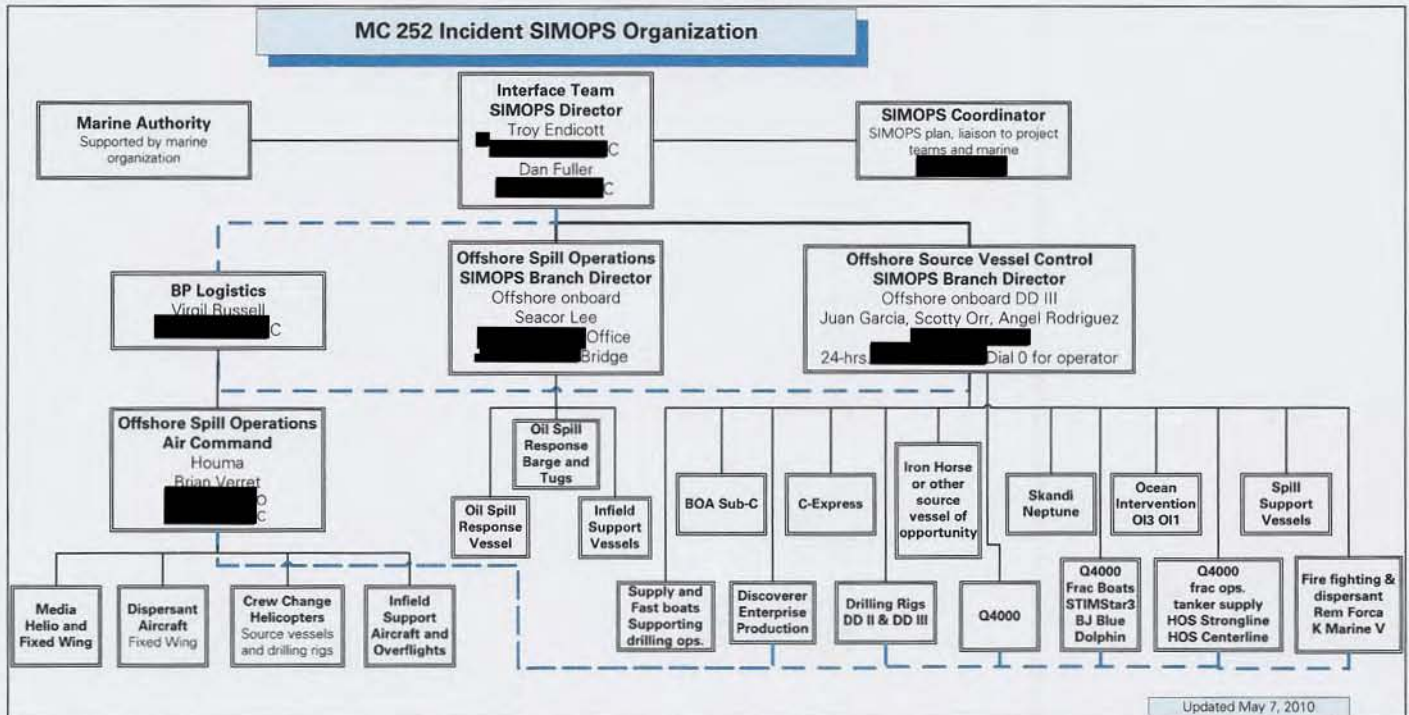 MC 252 Incident SIMOPS Organization
Marine Authority
Supported by marine
organization
Interface Team
SIMOPS Director
Troy Endicott
C
Dan Fuller
C
SIMOPS Coordinator
SIMOPS plan, liaison to project
teams and marine
BP Logistics
Virgil Russell
C
Offshore Spill Operations
SIMOPS Branch Director
Offshore onboard
Seacor Lee
Office
Bridge
Offshore Source Vessel Control
SIMOPS Branch Director
Offshore onboard DD III
Juan Garcia, Scotty Orr, Angel Rodriguez
24-hrs. Dial 0 for operator
Offshore Spill Operations
Air Command
Houma
Brian Verret
O
C
Oil Spill
Response
Vessel
Oil Spill
Response
Barge and
Tugs
Infield
Support
Vessels
BOA Sub-C
C-Express
Iron Horse
or other
source
vessel of
opportunity
Skandi
Neptune
Ocean
Intervention
OI3 OI1
Spill
Support
Vessels
Media
Helio and
Fixed Wing
Dispersant
Aircraft
Fixed Wing
Crew Change
Helicopters
Source vessels
and drilling rigs
Infield
Support
Aircraft and
Overflights
Supply and
Fast boats
Supporting
drilling ops.
Discoverer
Enterprise
Production
Drilling Rigs
DD II & DD III
Q4000
Q4000
Frac Boats
STIMStar3
BJ Blue
Dolphin
Q4000
frac ops.
tanker supply
HOS Strongline
HOS Centerline
Fire fighting &
dispersant
Rem Forca
K Marine V
Updated May 7, 2010